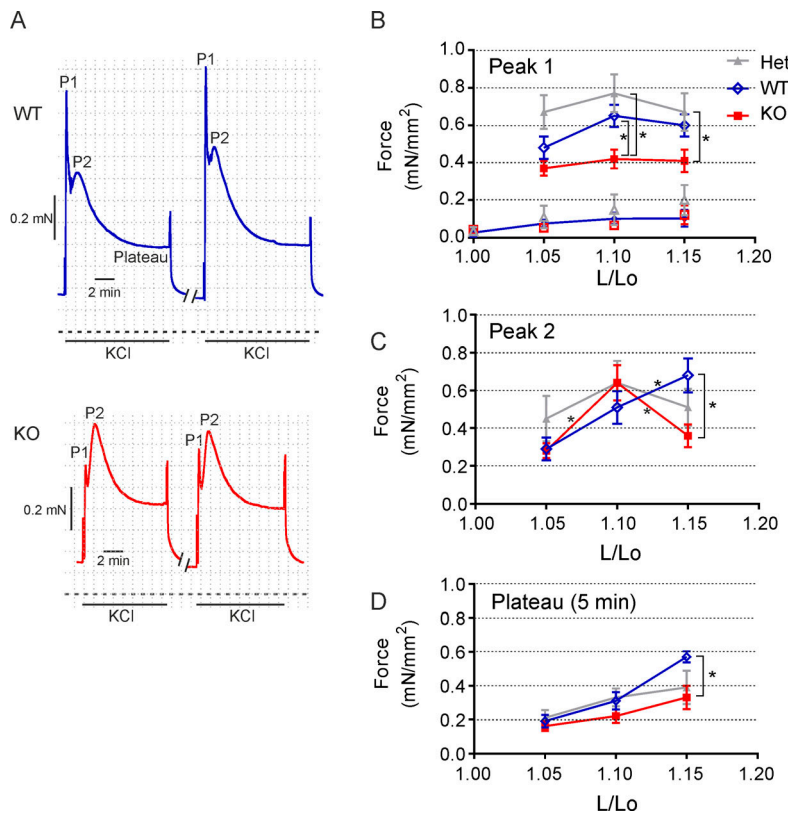 A
WT
P1
P2
0.2 mN
Plateau
2 min
KCl
P1
P2
KCl
KO
P1
P2
0.2 mN
2 min
KCl
P1
P2
KCl
B
Peak 1
Het
WT
KO
Force
(mN/mm²)
1.0
0.8
0.6
0.4
0.2
0.0
* * *
1.00 1.05 1.10 1.15 1.20
L/Lo
C
Peak 2
Force
(mN/mm²)
1.0
0.8
0.6
0.4
0.2
0.0
* * * *
1.00 1.05 1.10 1.15 1.20
L/Lo
D
Plateau (5 min)
Force
(mN/mm²)
1.0
0.8
0.6
0.4
0.2
0.0
*
1.00 1.05 1.10 1.15 1.20
L/Lo